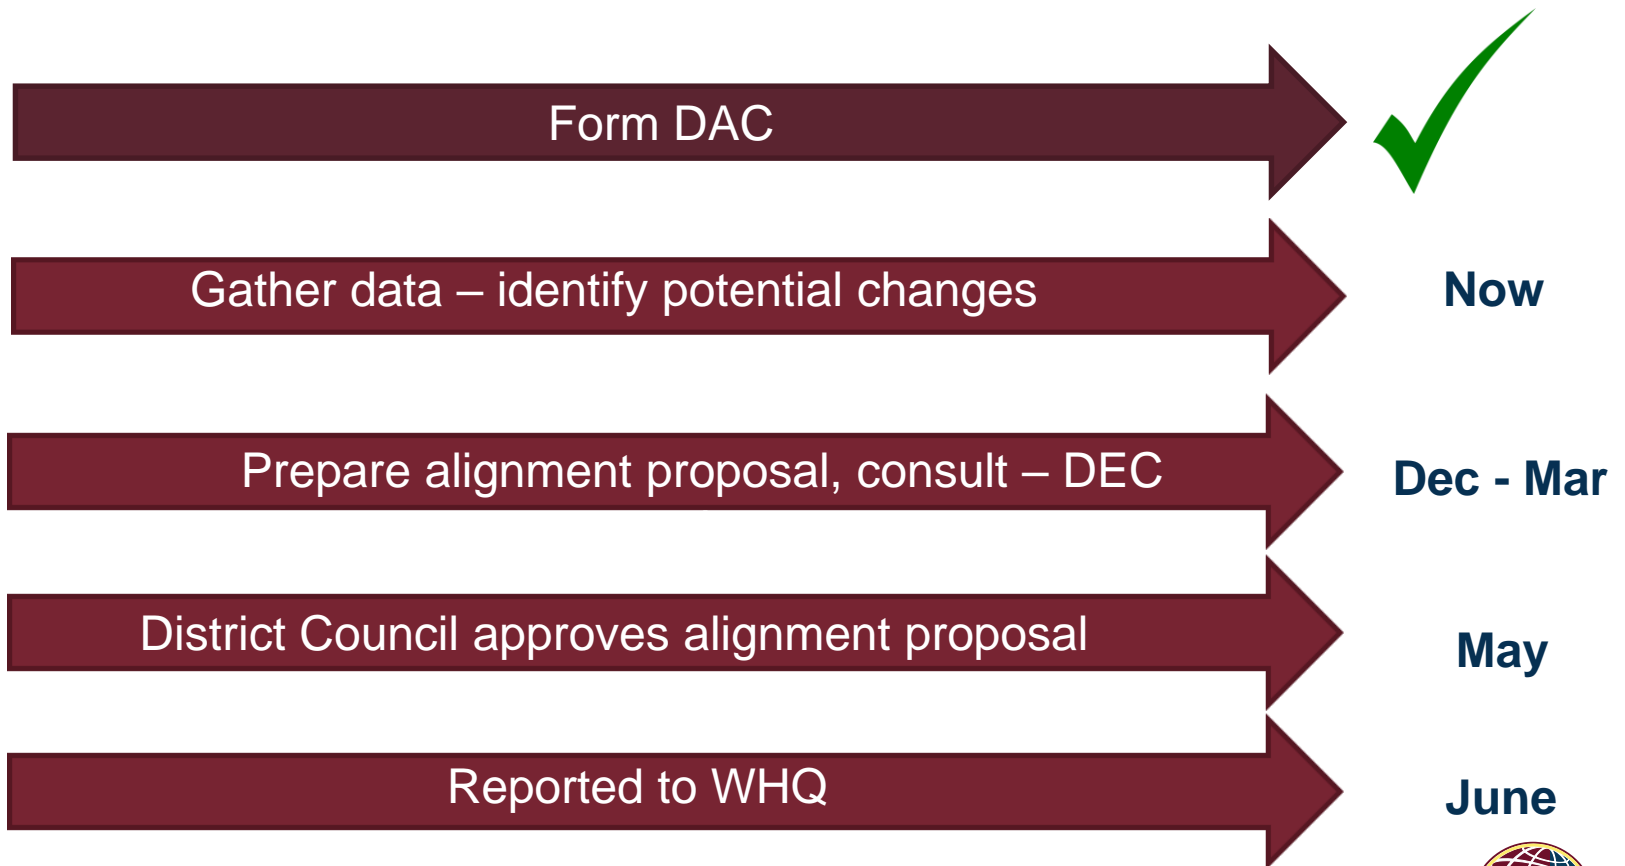 Form DAC
Gather data – identify potential changes
Now
Prepare alignment proposal, consult – DEC
Dec - Mar
District Council approves alignment proposal
May
Reported to WHQ
June